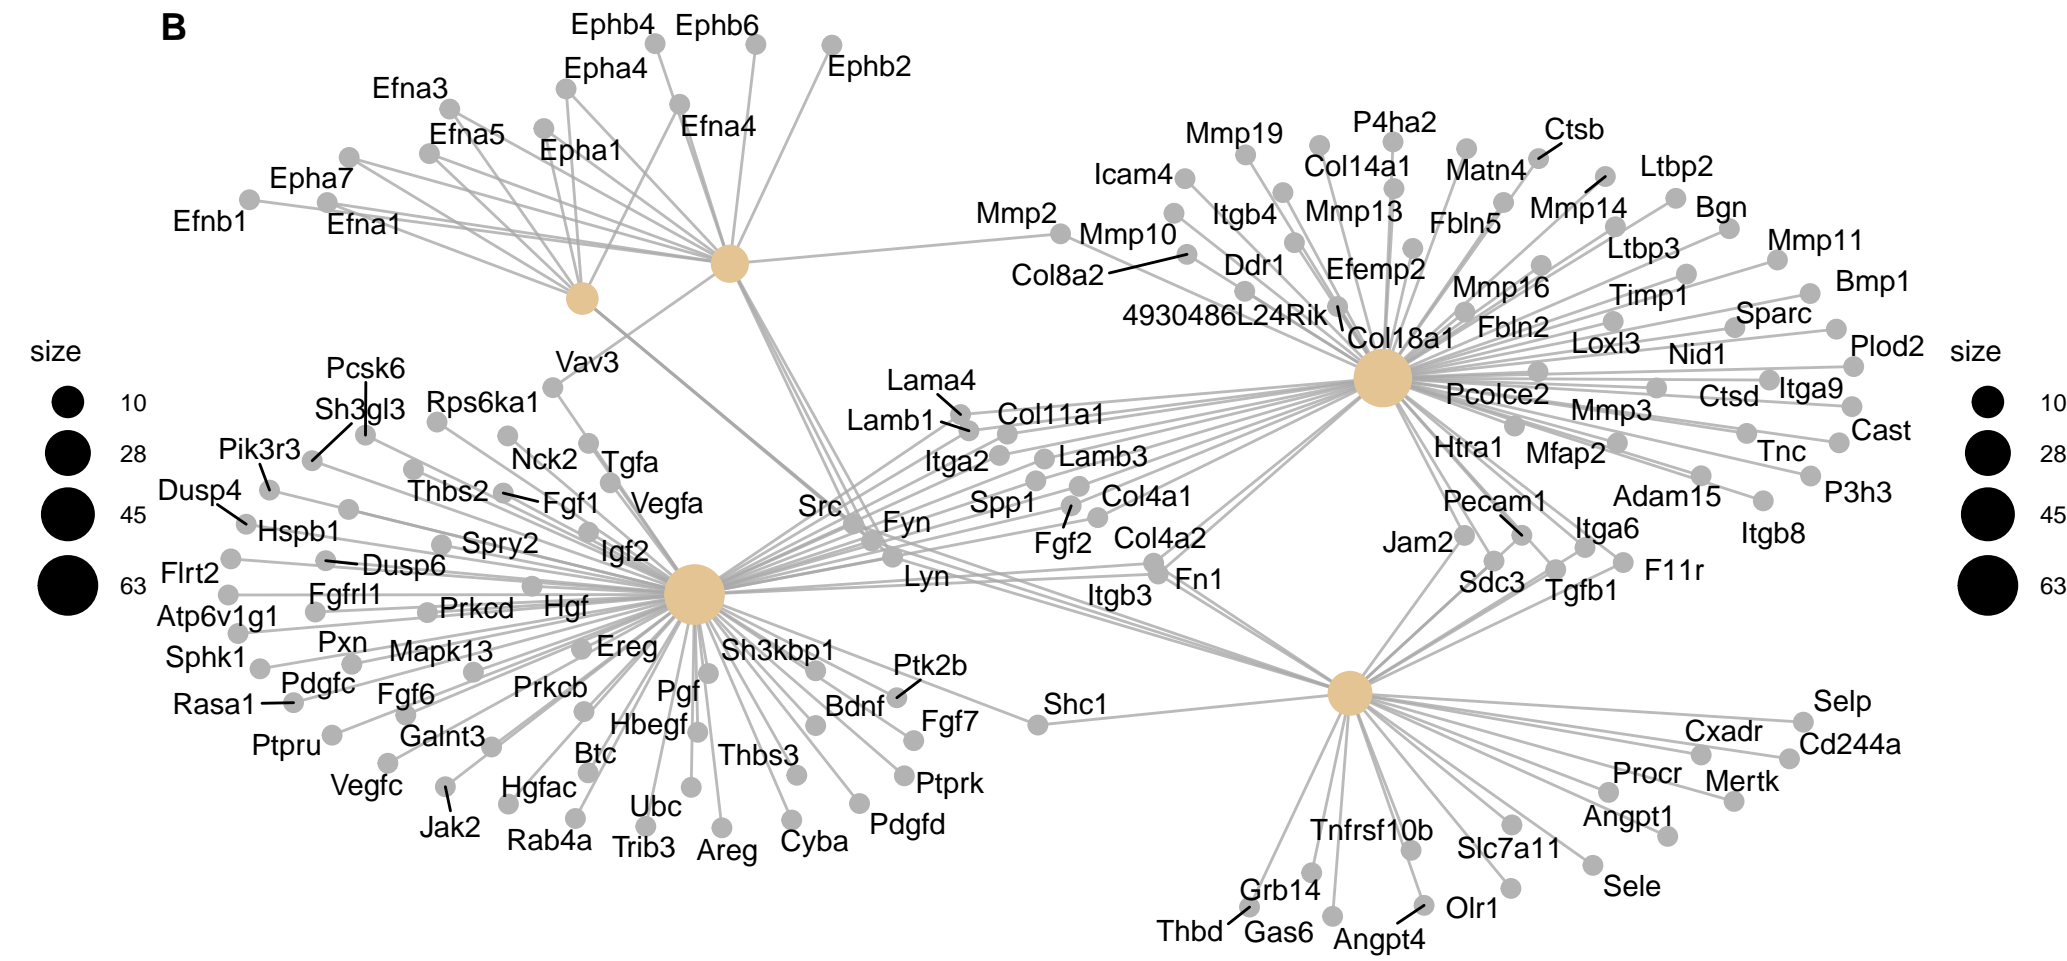 B
Ephb4
Ephb6
Ephb2
Epha4
Efna3
Efna4
Efna5
Epha1
Epha7
Efnb1
Efna1
Mmp19
P4ha2
Ctsb
Icam4
Col14a1
Matn4
Ltbp2
Mmp2
Mmp10
Itgb4
Mmp13
Fbln5
Mmp14
Bgn
Col8a2
Ddr1
Efemp2
Ltbp3
Mmp11
4930486L24Rik
Mmp16
Timp1
Bmp1
Col18a1
Fbln2
Loxl3
Sparc
Nid1
Plod2
size
10
28
45
63
Vav3
Pcsk6
Sh3gl3
Rps6ka1
Pik3r3
Nck2
Tgfa
Dusp4
Thbs2
Fgf1
Vegfa
Hspb1
Spry2
Igf2
Flrt2
Dusp6
Atp6v1g1
Fgfrl1
Prkcd
Hgf
Lama4
Lamb1
Col11a1
Itga2
Lamb3
Src
Fyn
Spp1
Col4a1
Fgf2
Col4a2
Lyn
Itgb3
Fn1
Pcolce2
Mmp3
Ctsd
Itga9
Cast
Htra1
Mfap2
Tnc
Adam15
P3h3
Itgb8
Pecam1
Itga6
Jam2
Sdc3
Tgfb1
F11r
size
10
28
45
63
Sphk1
Pxn
Mapk13
Ereg
Sh3kbp1
Ptk2b
Rasa1
Pdgfc
Fgf6
Prkcb
Pgf
Bdnf
Fgf7
Shc1
Ptpru
Galnt3
Hbegf
Btc
Thbs3
Vegfc
Hgfac
Ubc
Ptprk
Jak2
Rab4a
Trib3
Areg
Cyba
Pdgfd
Selp
Cxadr
Cd244a
Procr
Mertk
Angpt1
Tnfrsf10b
Slc7a11
Sele
Grb14
Olr1
Thbd
Gas6
Angpt4